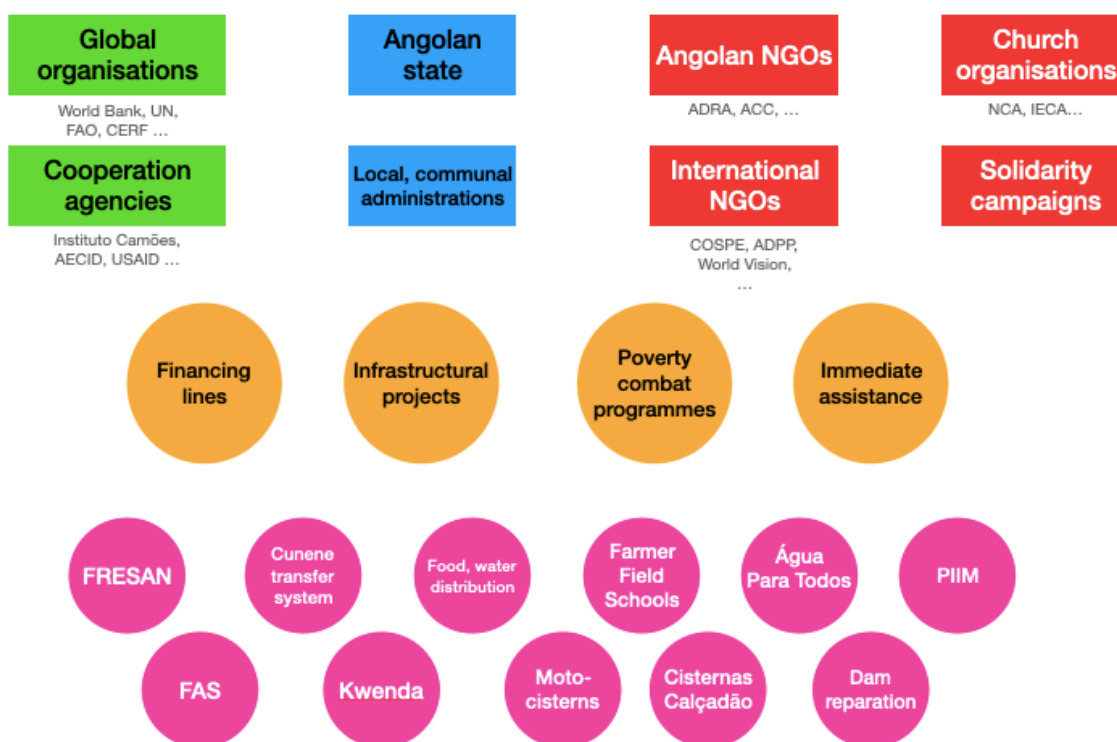 Global
organisations
World Bank, UN,
FAO, CERF ...
Angolan
state
Angolan NGOs
ADRA, ACC, ...
Church
organisations
NCA, IECA...
Cooperation
agencies
Instituto Camões,
AECID, USAID ...
Local, communal
administrations
International
NGOs
COSPE, ADPP,
World Vision,
...
Solidarity
campaigns
Financing
lines
Infrastructural
projects
Poverty
combat
programmes
Immediate
assistance
FRESAN
Cunene
transfer
system
Food, water
distribution
Farmer
Field
Schools
Água
Para Todos
PIIM
FAS
Kwenda
Moto-
cisterns
Cisternas
Calçadão
Dam
reparation